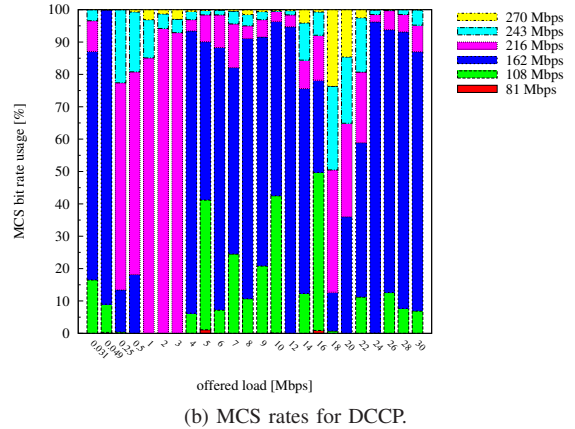 100
90
80
70
60
50
40
30
20
10
0
MCS bit rate usage [%]
270 Mbps
243 Mbps
216 Mbps
162 Mbps
108 Mbps
81 Mbps
0.031 0.049 0.25 0.5 1 2 3 4 5 6 7 8 9 10 12 14 16 18 20 22 24 26 28 30
offered load [Mbps]
(b) MCS rates for DCCP.